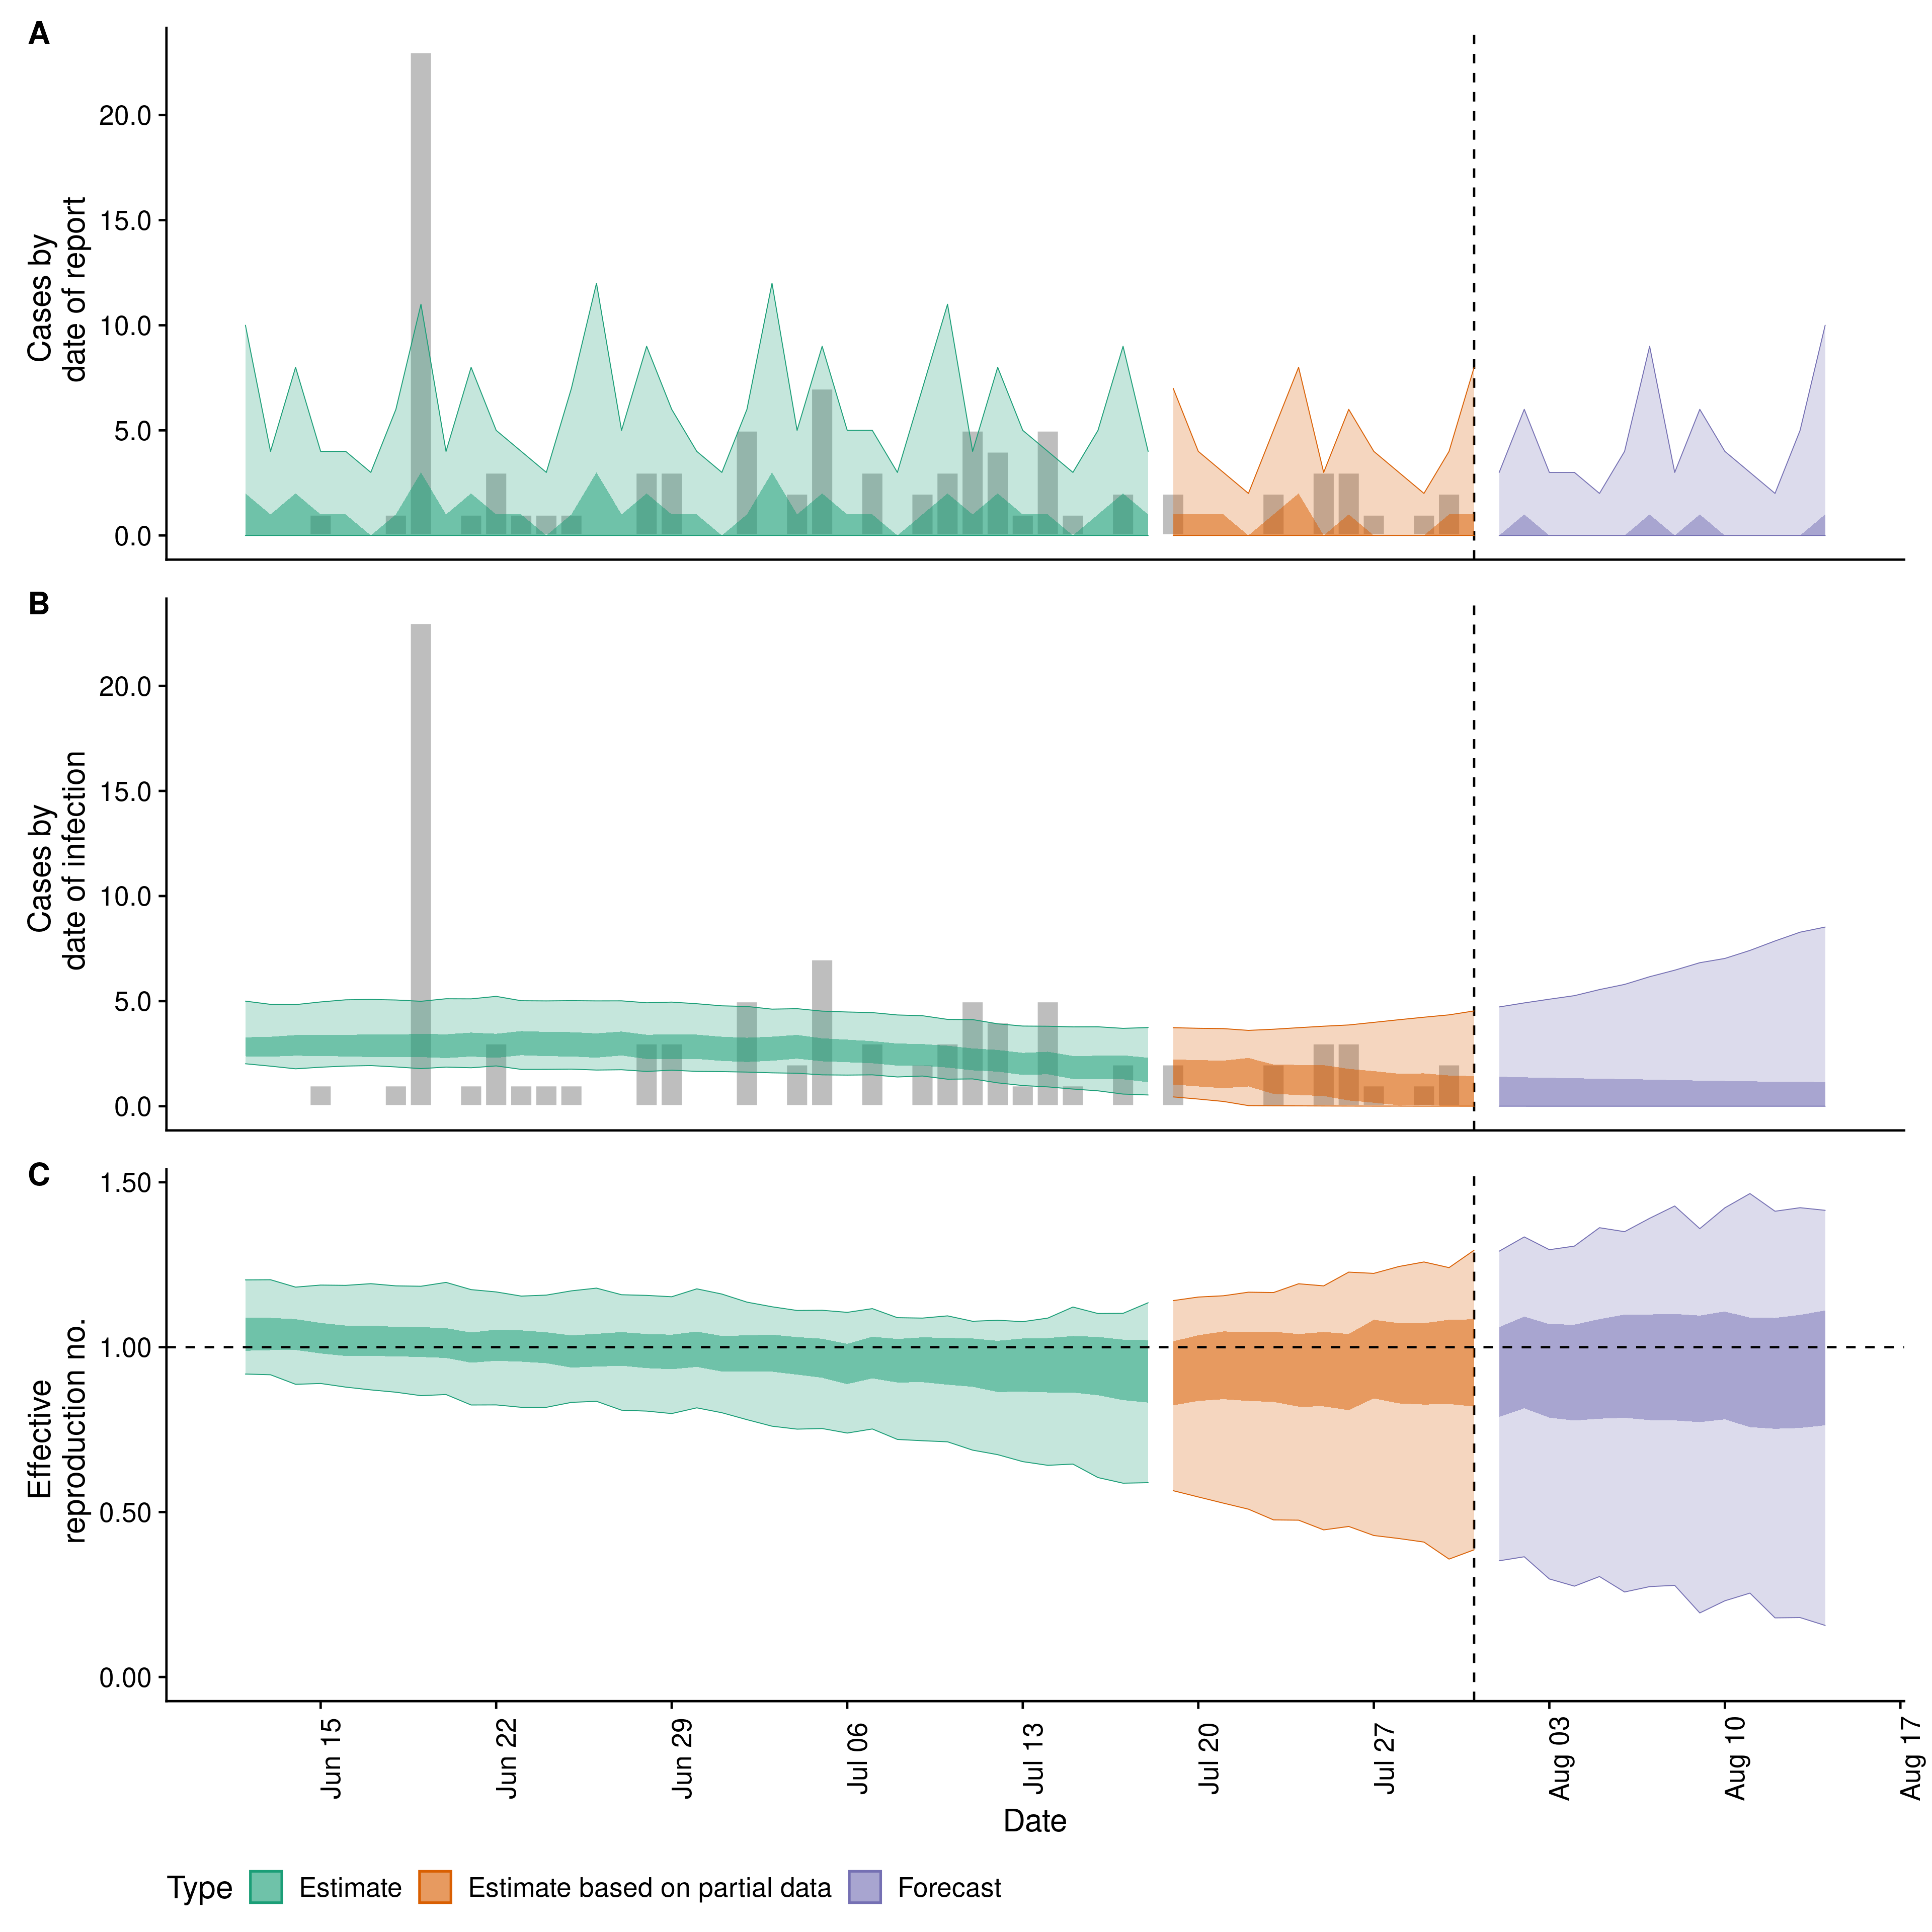 A
Cases by
date of report
20.0
15.0
10.0
5.0
0.0
B
Cases by
date of infection
20.0
15.0
10.0
5.0
0.0
C
Effective
reproduction no.
1.50
1.00
0.50
0.00
Jun 15
Jun 22
Jun 29
Jul 06
Jul 13
Jul 20
Jul 27
Aug 03
Aug 10
Aug 17
Date
Type Estimate Estimate based on partial data Forecast